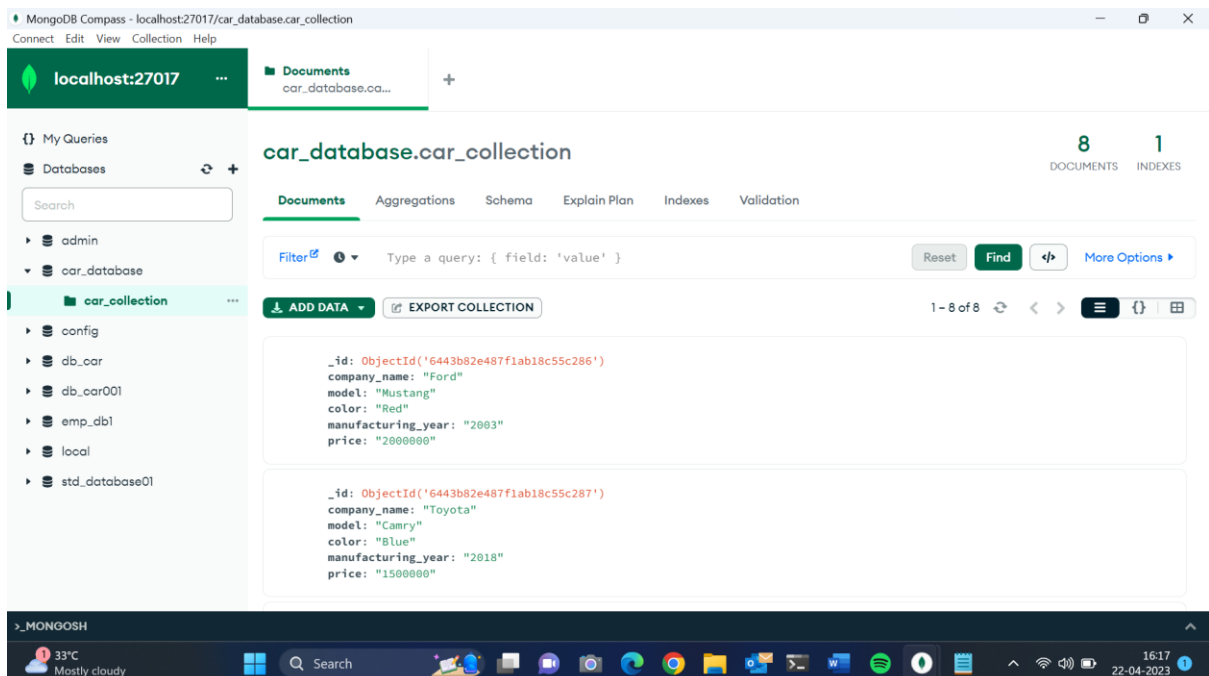 MongoDB Compass - localhost:27017/car_database.car_collection
Connect Edit View Collection Help
localhost:27017 ...
Documents
car_database.ca...
{} My Queries
Databases
Search
admin
car_database
car_collection ...
config
db_car
db_car001
emp_db1
local
std_database01
car_database.car_collection
8
DOCUMENTS
1
INDEXES
Documents Aggregations Schema Explain Plan Indexes Validation
Filter Type a query: { field: 'value' } Reset Find </> More Options
ADD DATA EXPORT COLLECTION 1 – 8 of 8 {}
_id: ObjectId('6443b82e487f1ab18c55c286')
company_name: "Ford"
model: "Mustang"
color: "Red"
manufacturing_year: "2003"
price: "2000000"
_id: ObjectId('6443b82e487f1ab18c55c287')
company_name: "Toyota"
model: "Camry"
color: "Blue"
manufacturing_year: "2018"
price: "1500000"
>_MONGOSH
1
33°C
Mostly cloudy
Search
16:17
22-04-2023
1